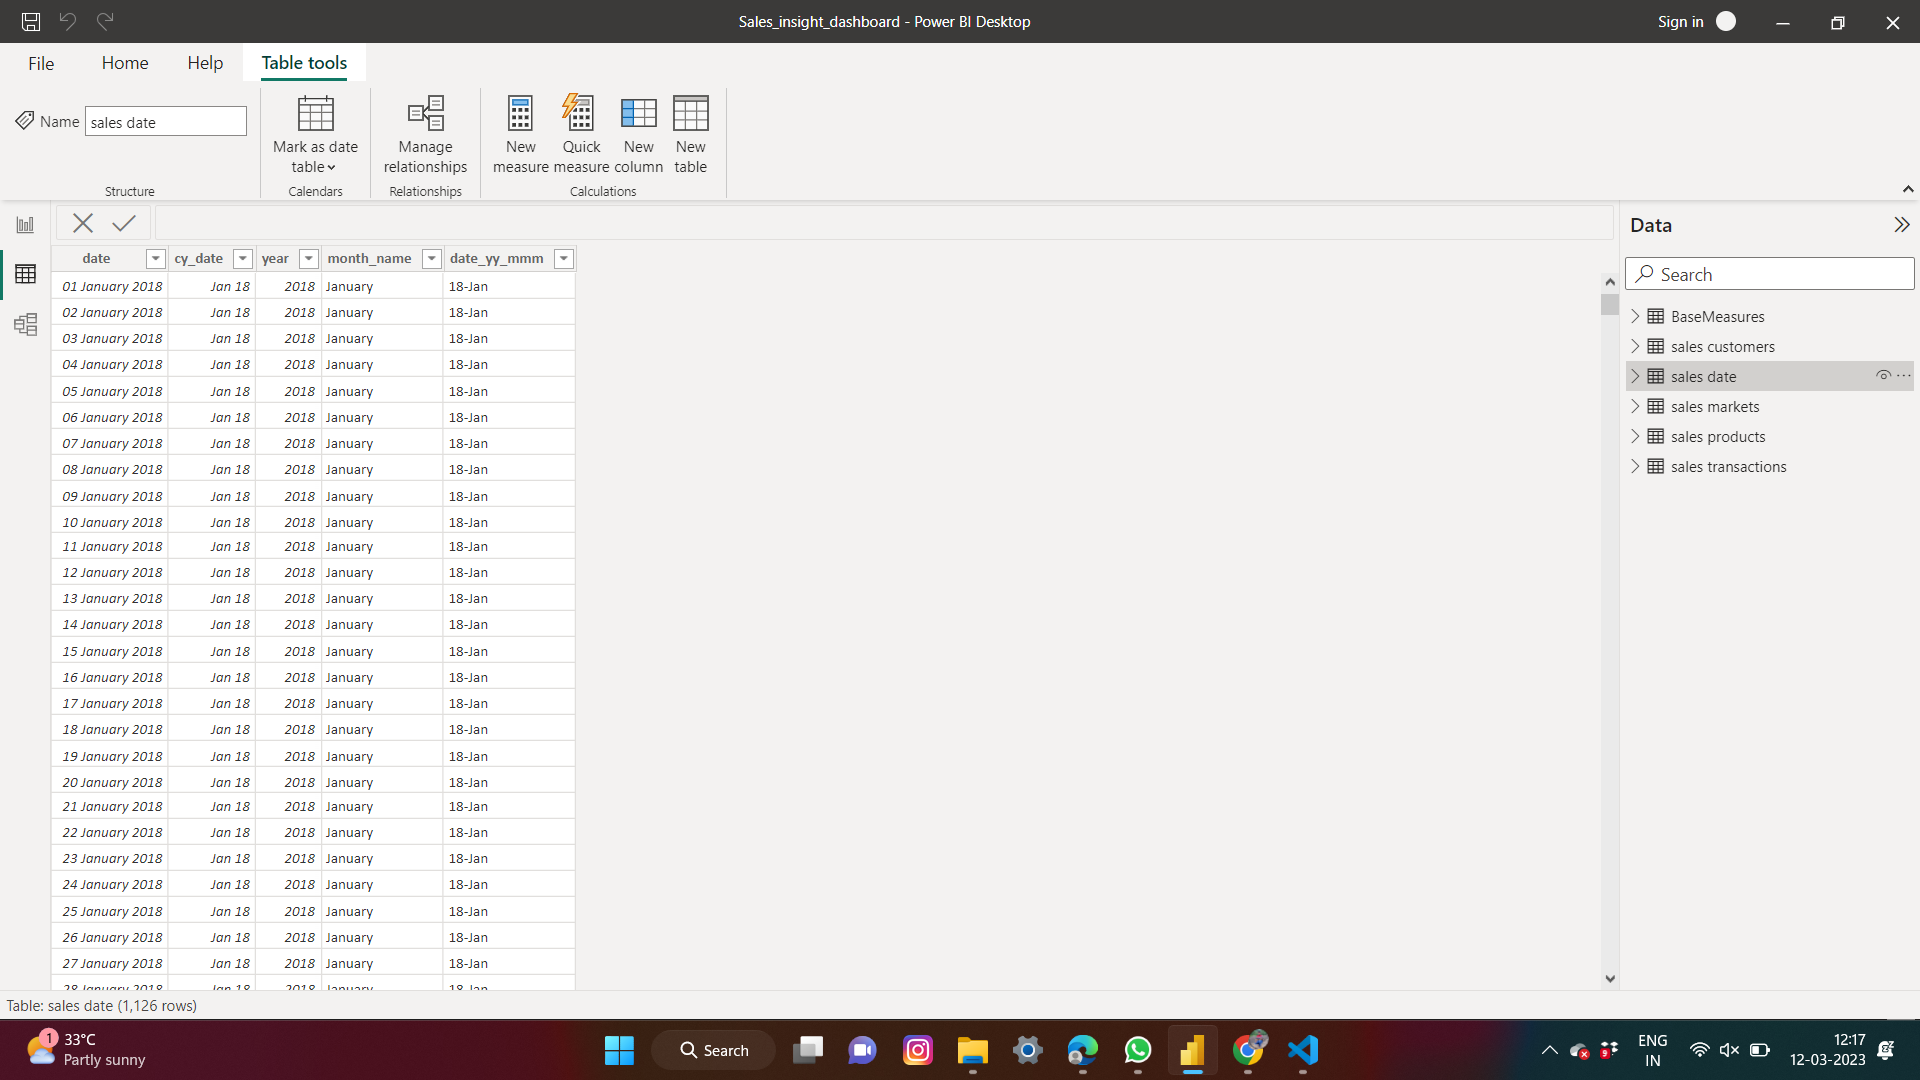 Sales_insight_dashboard - Power BI Desktop
Sign in
File Home Help Table tools
Name sales date
Mark as date table
Manage relationships
New measure
Quick measure
New column
New table
Structure Calendars Relationships Calculations
date cy_date year month_name date_yy_mmm
01 January 2018 Jan 18 2018 January 18-Jan
02 January 2018 Jan 18 2018 January 18-Jan
03 January 2018 Jan 18 2018 January 18-Jan
04 January 2018 Jan 18 2018 January 18-Jan
05 January 2018 Jan 18 2018 January 18-Jan
06 January 2018 Jan 18 2018 January 18-Jan
07 January 2018 Jan 18 2018 January 18-Jan
08 January 2018 Jan 18 2018 January 18-Jan
09 January 2018 Jan 18 2018 January 18-Jan
10 January 2018 Jan 18 2018 January 18-Jan
11 January 2018 Jan 18 2018 January 18-Jan
12 January 2018 Jan 18 2018 January 18-Jan
13 January 2018 Jan 18 2018 January 18-Jan
14 January 2018 Jan 18 2018 January 18-Jan
15 January 2018 Jan 18 2018 January 18-Jan
16 January 2018 Jan 18 2018 January 18-Jan
17 January 2018 Jan 18 2018 January 18-Jan
18 January 2018 Jan 18 2018 January 18-Jan
19 January 2018 Jan 18 2018 January 18-Jan
20 January 2018 Jan 18 2018 January 18-Jan
21 January 2018 Jan 18 2018 January 18-Jan
22 January 2018 Jan 18 2018 January 18-Jan
23 January 2018 Jan 18 2018 January 18-Jan
24 January 2018 Jan 18 2018 January 18-Jan
25 January 2018 Jan 18 2018 January 18-Jan
26 January 2018 Jan 18 2018 January 18-Jan
27 January 2018 Jan 18 2018 January 18-Jan
28 January 2018 Jan 18 2018 January 18-Jan
Data
Search
BaseMeasures
sales customers
sales date
sales markets
sales products
sales transactions
Table: sales date (1,126 rows)
1
33°C
Partly sunny
Search
9
ENG
IN
12:17
12-03-2023